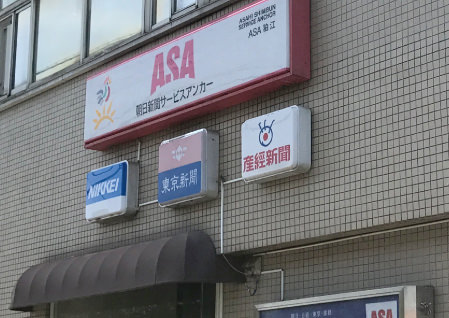 ASA
朝日新聞サービスアンカー
ASAHI SHIMBUN
SERVICE ANCHOR
ASA 狛江
NIKKEI
東京新聞
産經新聞
ASA